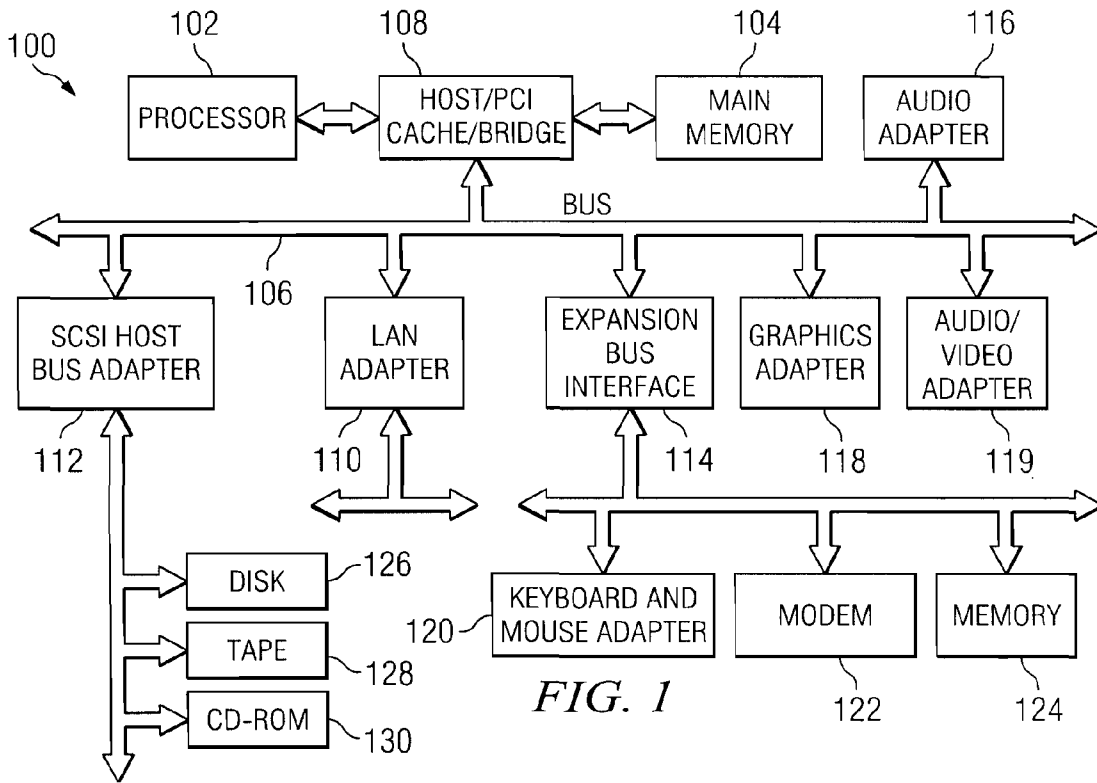 100
102
108
104
116
PROCESSOR
HOST/PCI
CACHE/BRIDGE
MAIN
MEMORY
AUDIO
ADAPTER
BUS
106
SCSI HOST
BUS ADAPTER
LAN
ADAPTER
EXPANSION
BUS
INTERFACE
GRAPHICS
ADAPTER
AUDIO/
VIDEO
ADAPTER
112
110
114
118
119
DISK
126
TAPE
128
CD-ROM
130
120
KEYBOARD AND
MOUSE ADAPTER
MODEM
MEMORY
122
124
FIG. 1